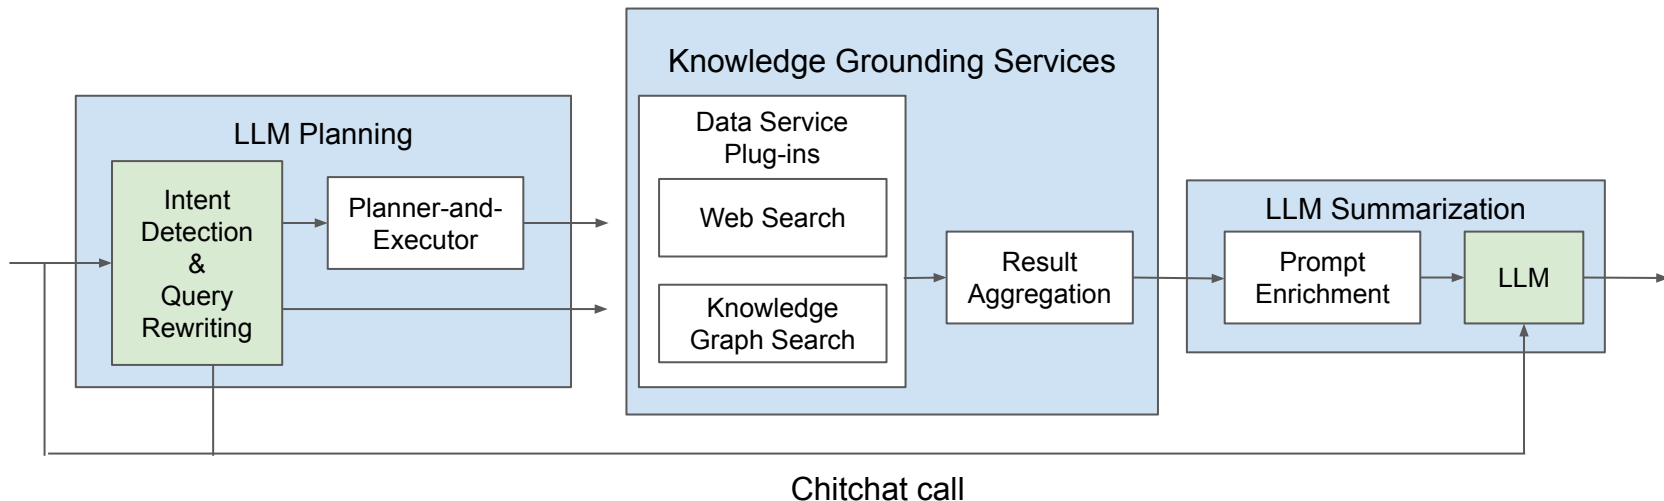 LLM Planning
Intent
Detection
&
Query
Rewriting
Planner-and-
Executor
Knowledge Grounding Services
Data Service
Plug-ins
Web Search
Knowledge
Graph Search
Result
Aggregation
LLM Summarization
Prompt
Enrichment
LLM
Chitchat call